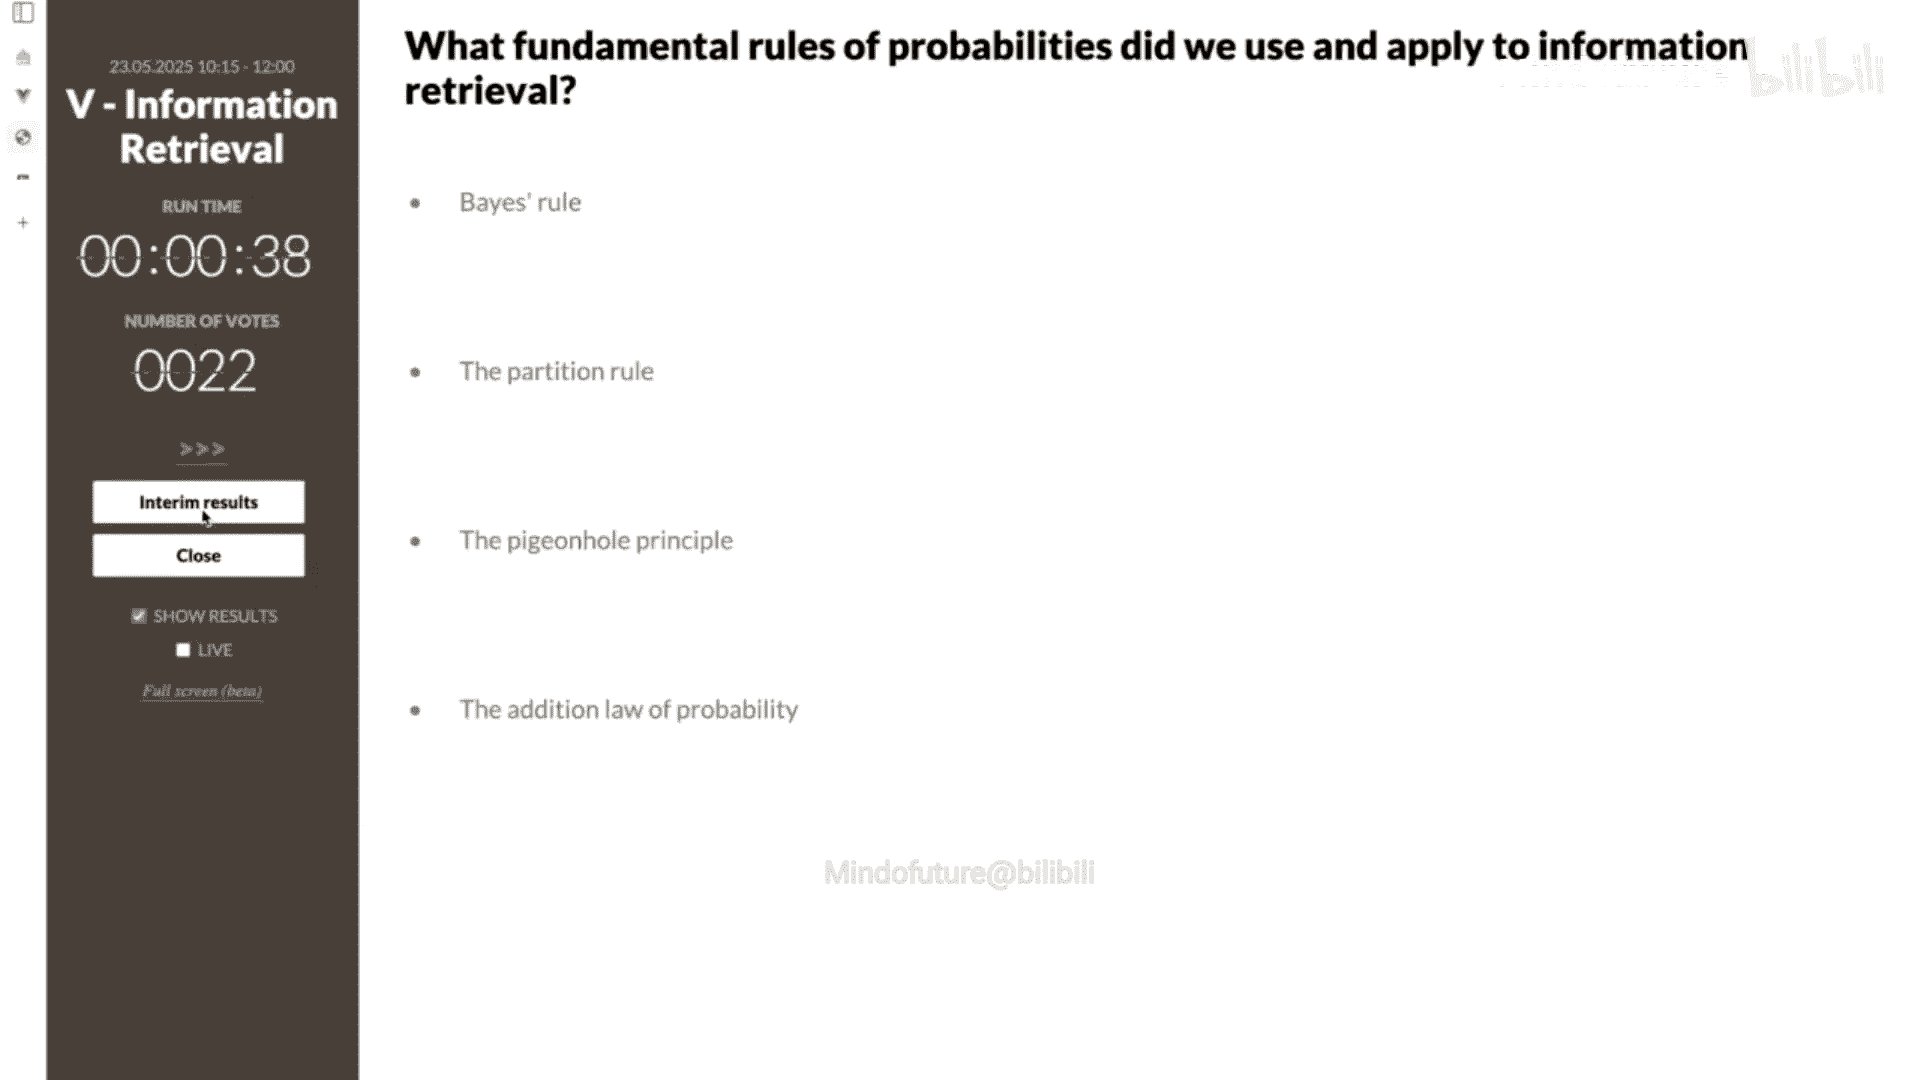 23.05.2025 10:15 - 12:00
V - Information
Retrieval
RUN TIME
00:00:38
NUMBER OF VOTES
0022
>>>
Interim results
Close
SHOW RESULTS
LIVE
Full screen (beta)
What fundamental rules of probabilities did we use and apply to information
retrieval?
• Bayes' rule
• The partition rule
• The pigeonhole principle
• The addition law of probability
bilibili
Mindofuture@bilibili